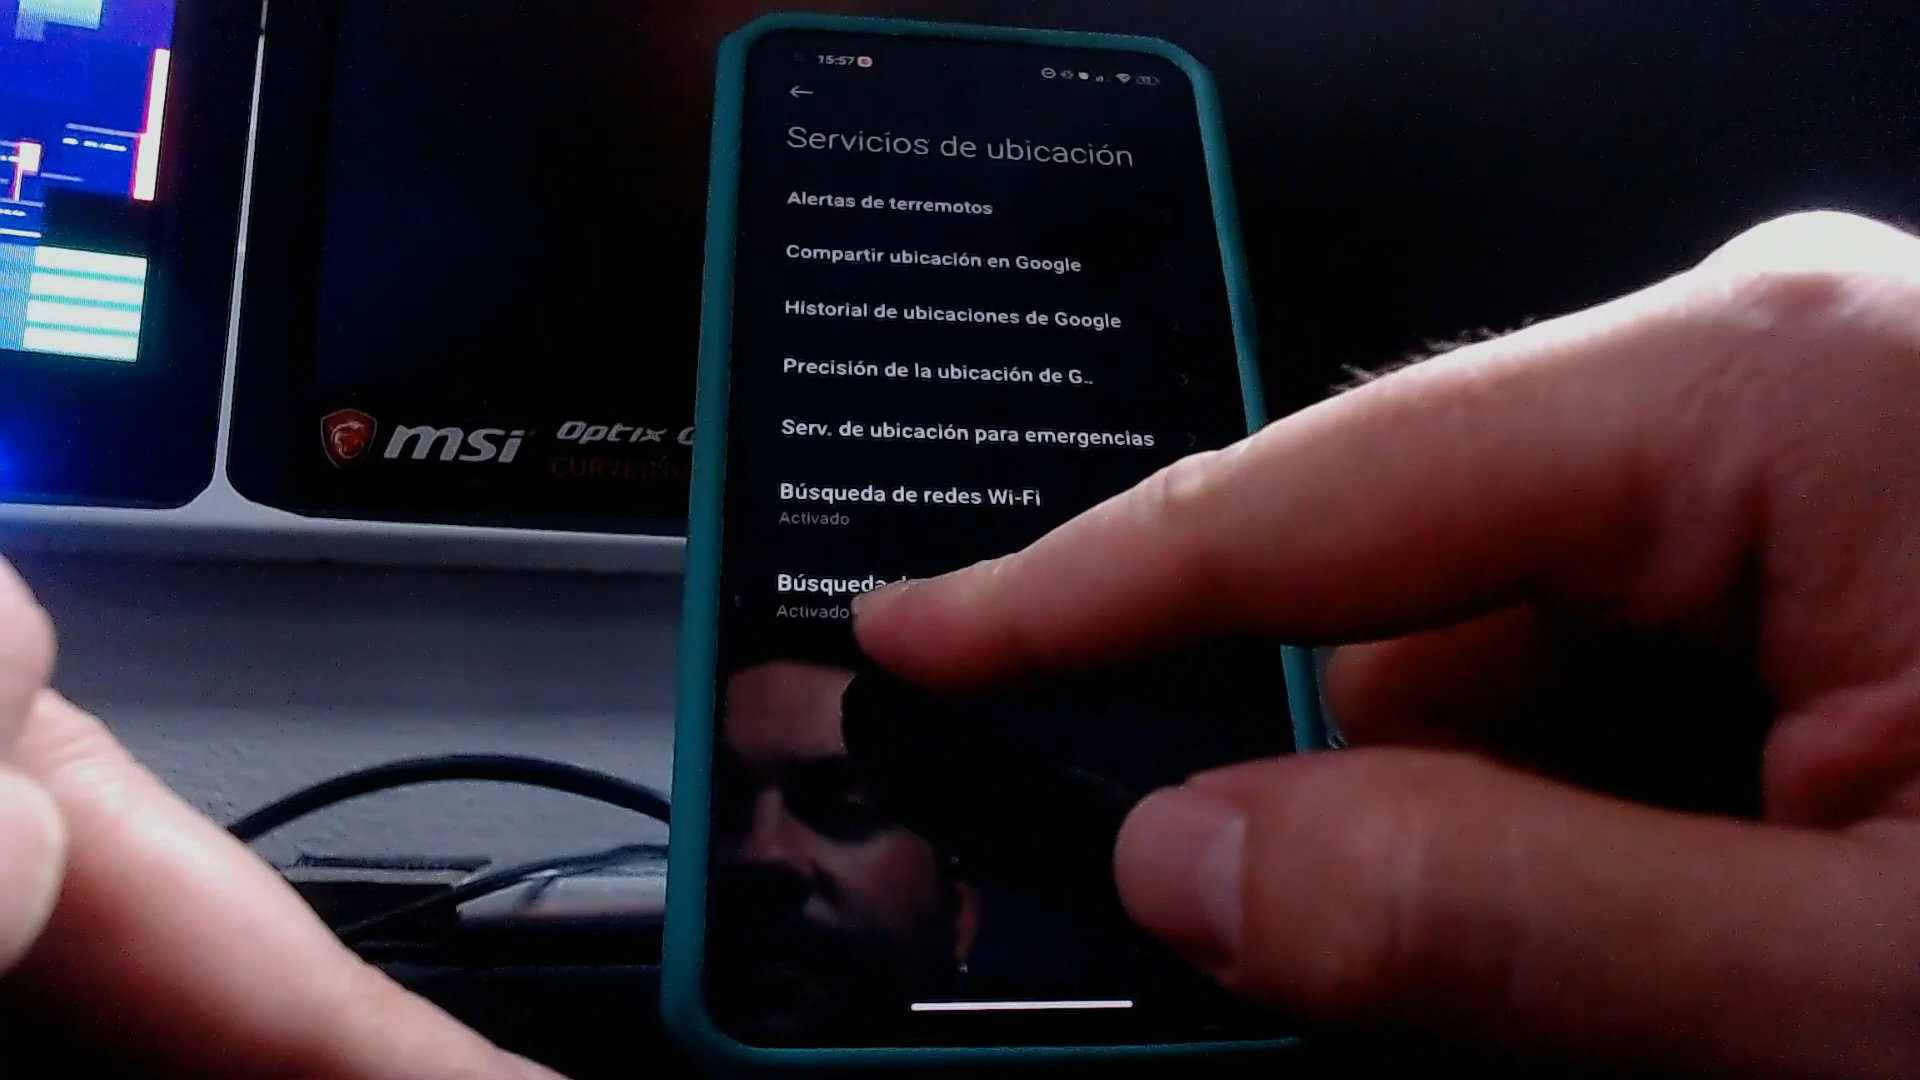 15:57
Servicios de ubicación
Alertas de terremotos
Compartir ubicación en Google
Historial de ubicaciones de Google
Precisión de la ubicación de G..
Serv. de ubicación para emergencias
Búsqueda de redes Wi-Fi
Activado
Búsqueda
Activado
msi
Optix